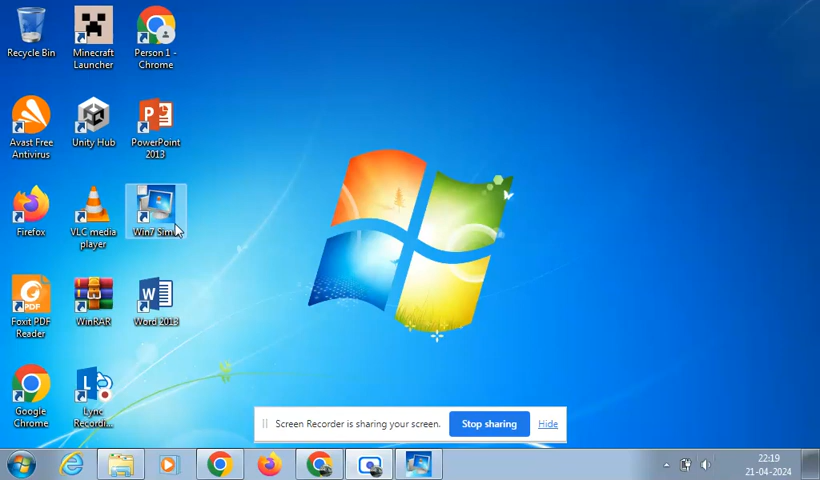 Recycle Bin
Minecraft
Launcher
Person 1 -
Chrome
Avast Free
Antivirus
Unity Hub
PowerPoint
2013
Firefox
VLC media
player
Win7
Foxit PDF
Reader
WinRAR
Word 2013
Google
Chrome
Lync
Recordi...
Screen Recorder is sharing your screen.
Stop sharing
Hide
22:19
21-04-2024